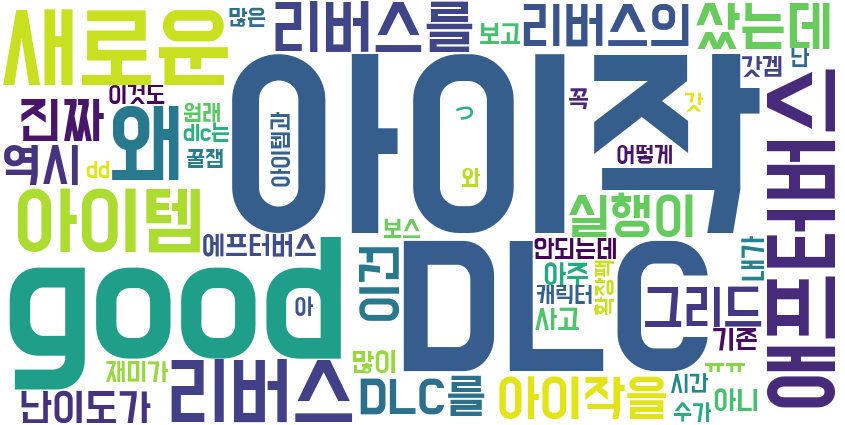 새로운
많은
리버스를
보고
리버스의
샀는데
갓겜
난
이것도
진짜
왜
원래
dlc는
역시
dd
꿀잼
아이작
과
템
아이
つ
와
꼭
갓
어떻게
애프터버스
아이템
에프터버스
보스
실행이
안되는데
내가
good
아
이건
DLC
아주
캐릭터
확장팩
사고
그리드
기존
재미가
리버스
많이
DLC를
아이작을
ㅠㅠ
시간
수가
아니
난이도가